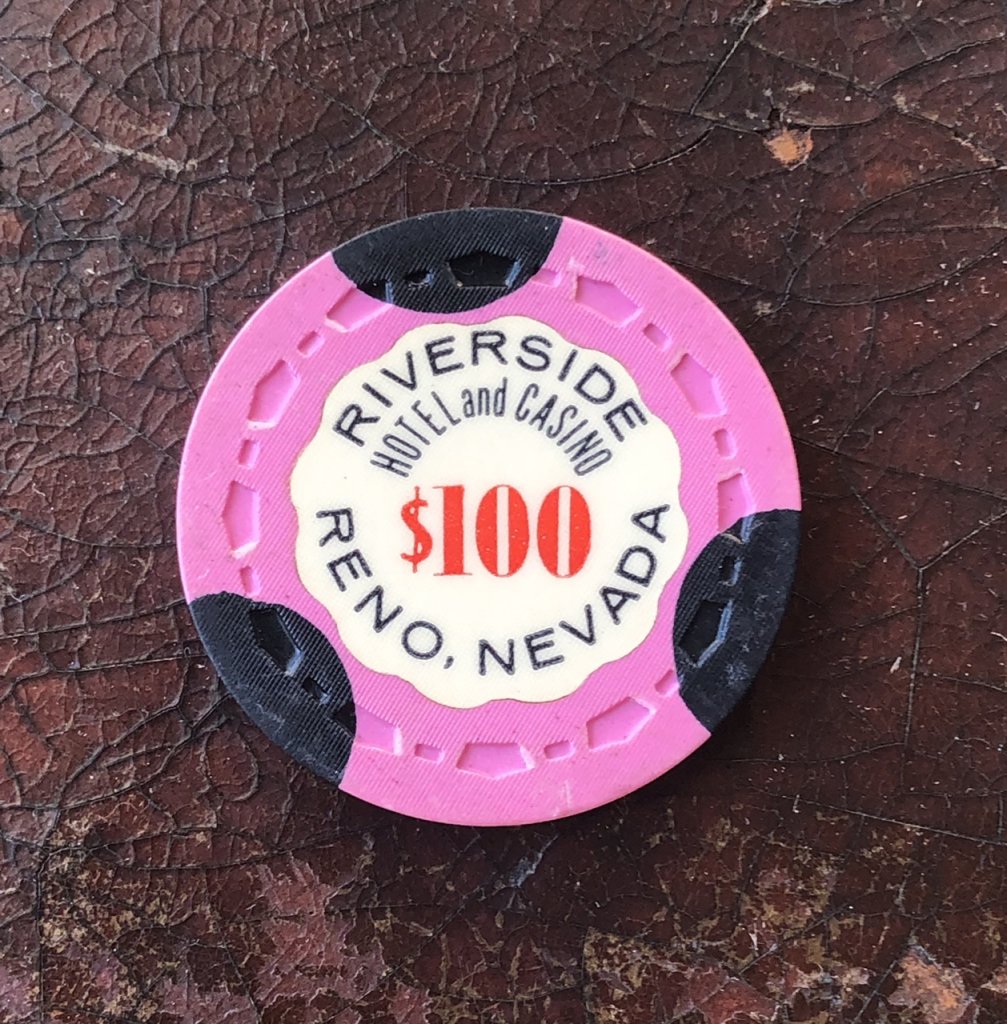 RIVERSIDE
HOTEL and CASINO
$100
RENO, NEVADA